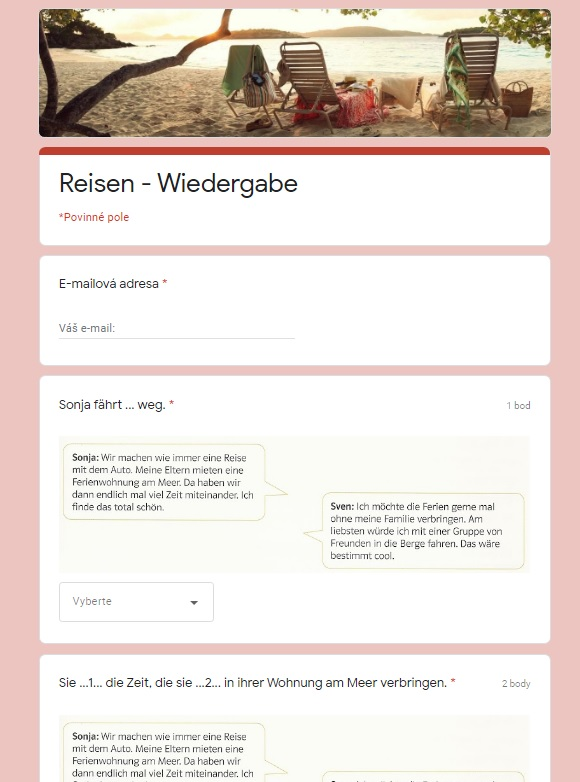 Reisen - Wiedergabe
*Povinné pole
E-mailová adresa *
Váš e-mail:
Sonja fährt ... weg. *
1 bod
Sonja: Wir machen wie immer eine Reise
mit dem Auto. Meine Eltern mieten eine
Ferienwohnung am Meer. Da haben wir
dann endlich mal viel Zeit miteinander. Ich
finde das total schön.
Sven: Ich möchte die Ferien gerne mal
ohne meine Familie verbringen. Am
liebsten würde ich mit einer Gruppe von
Freunden in die Berge fahren. Das wäre
bestimmt cool.
Vyberte
Sie ...1... die Zeit, die sie ...2... in ihrer Wohnung am Meer verbringen. *
2 body
Sonja: Wir machen wie immer eine Reise
mit dem Auto. Meine Eltern mieten eine
Ferienwohnung am Meer. Da haben wir
dann endlich mal viel Zeit miteinander. Ich